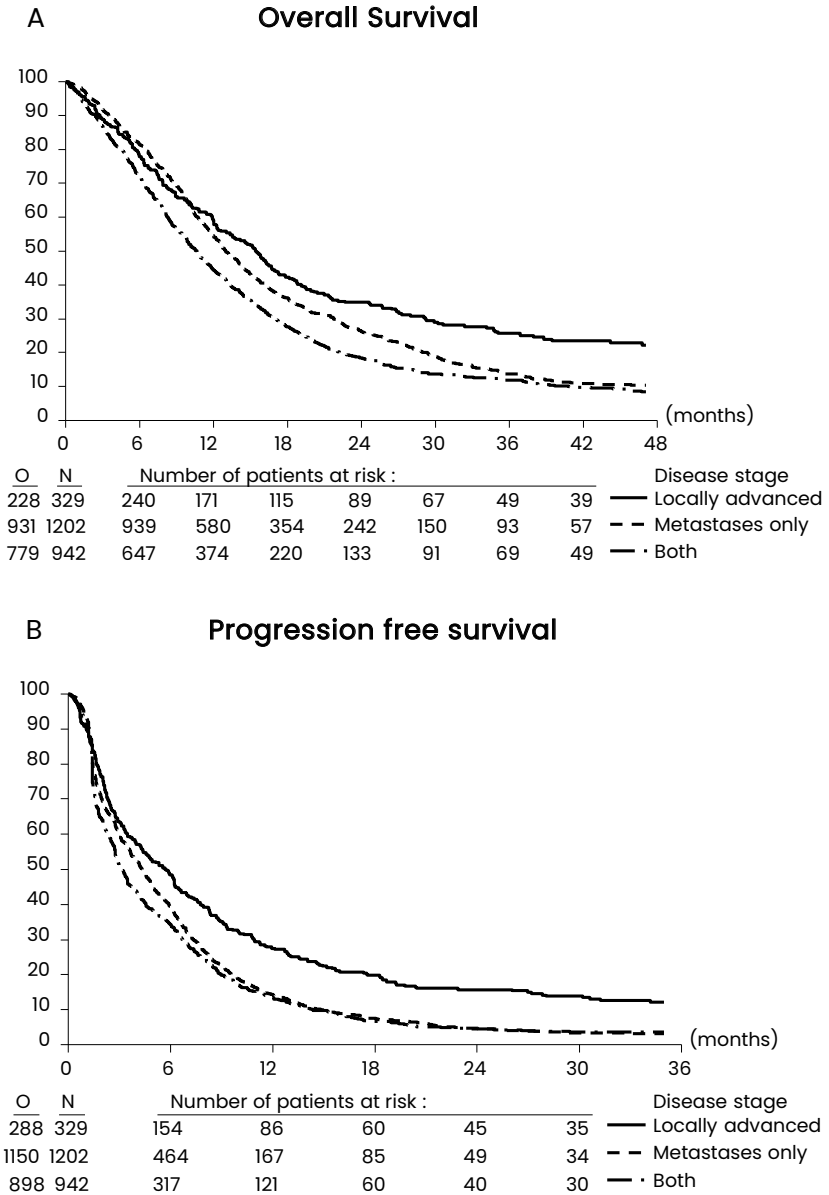 A
Overall Survival
100
90
80
70
60
50
40
30
20
10
0
0 6 12 18 24 30 36 42 48
(months)
O N Number of patients at risk : Disease stage
228 329 240 171 115 89 67 49 39 Locally advanced
931 1202 939 580 354 242 150 93 57 Metastases only
779 942 647 374 220 133 91 69 49 Both
B
Progression free survival
100
90
80
70
60
50
40
30
20
10
0
(months)
0 6 12 18 24 30 36
O N Number of patients at risk : Disease stage
288 329 154 86 60 45 35 Locally advanced
1150 1202 464 167 85 49 34 Metastases only
898 942 317 121 60 40 30 Both